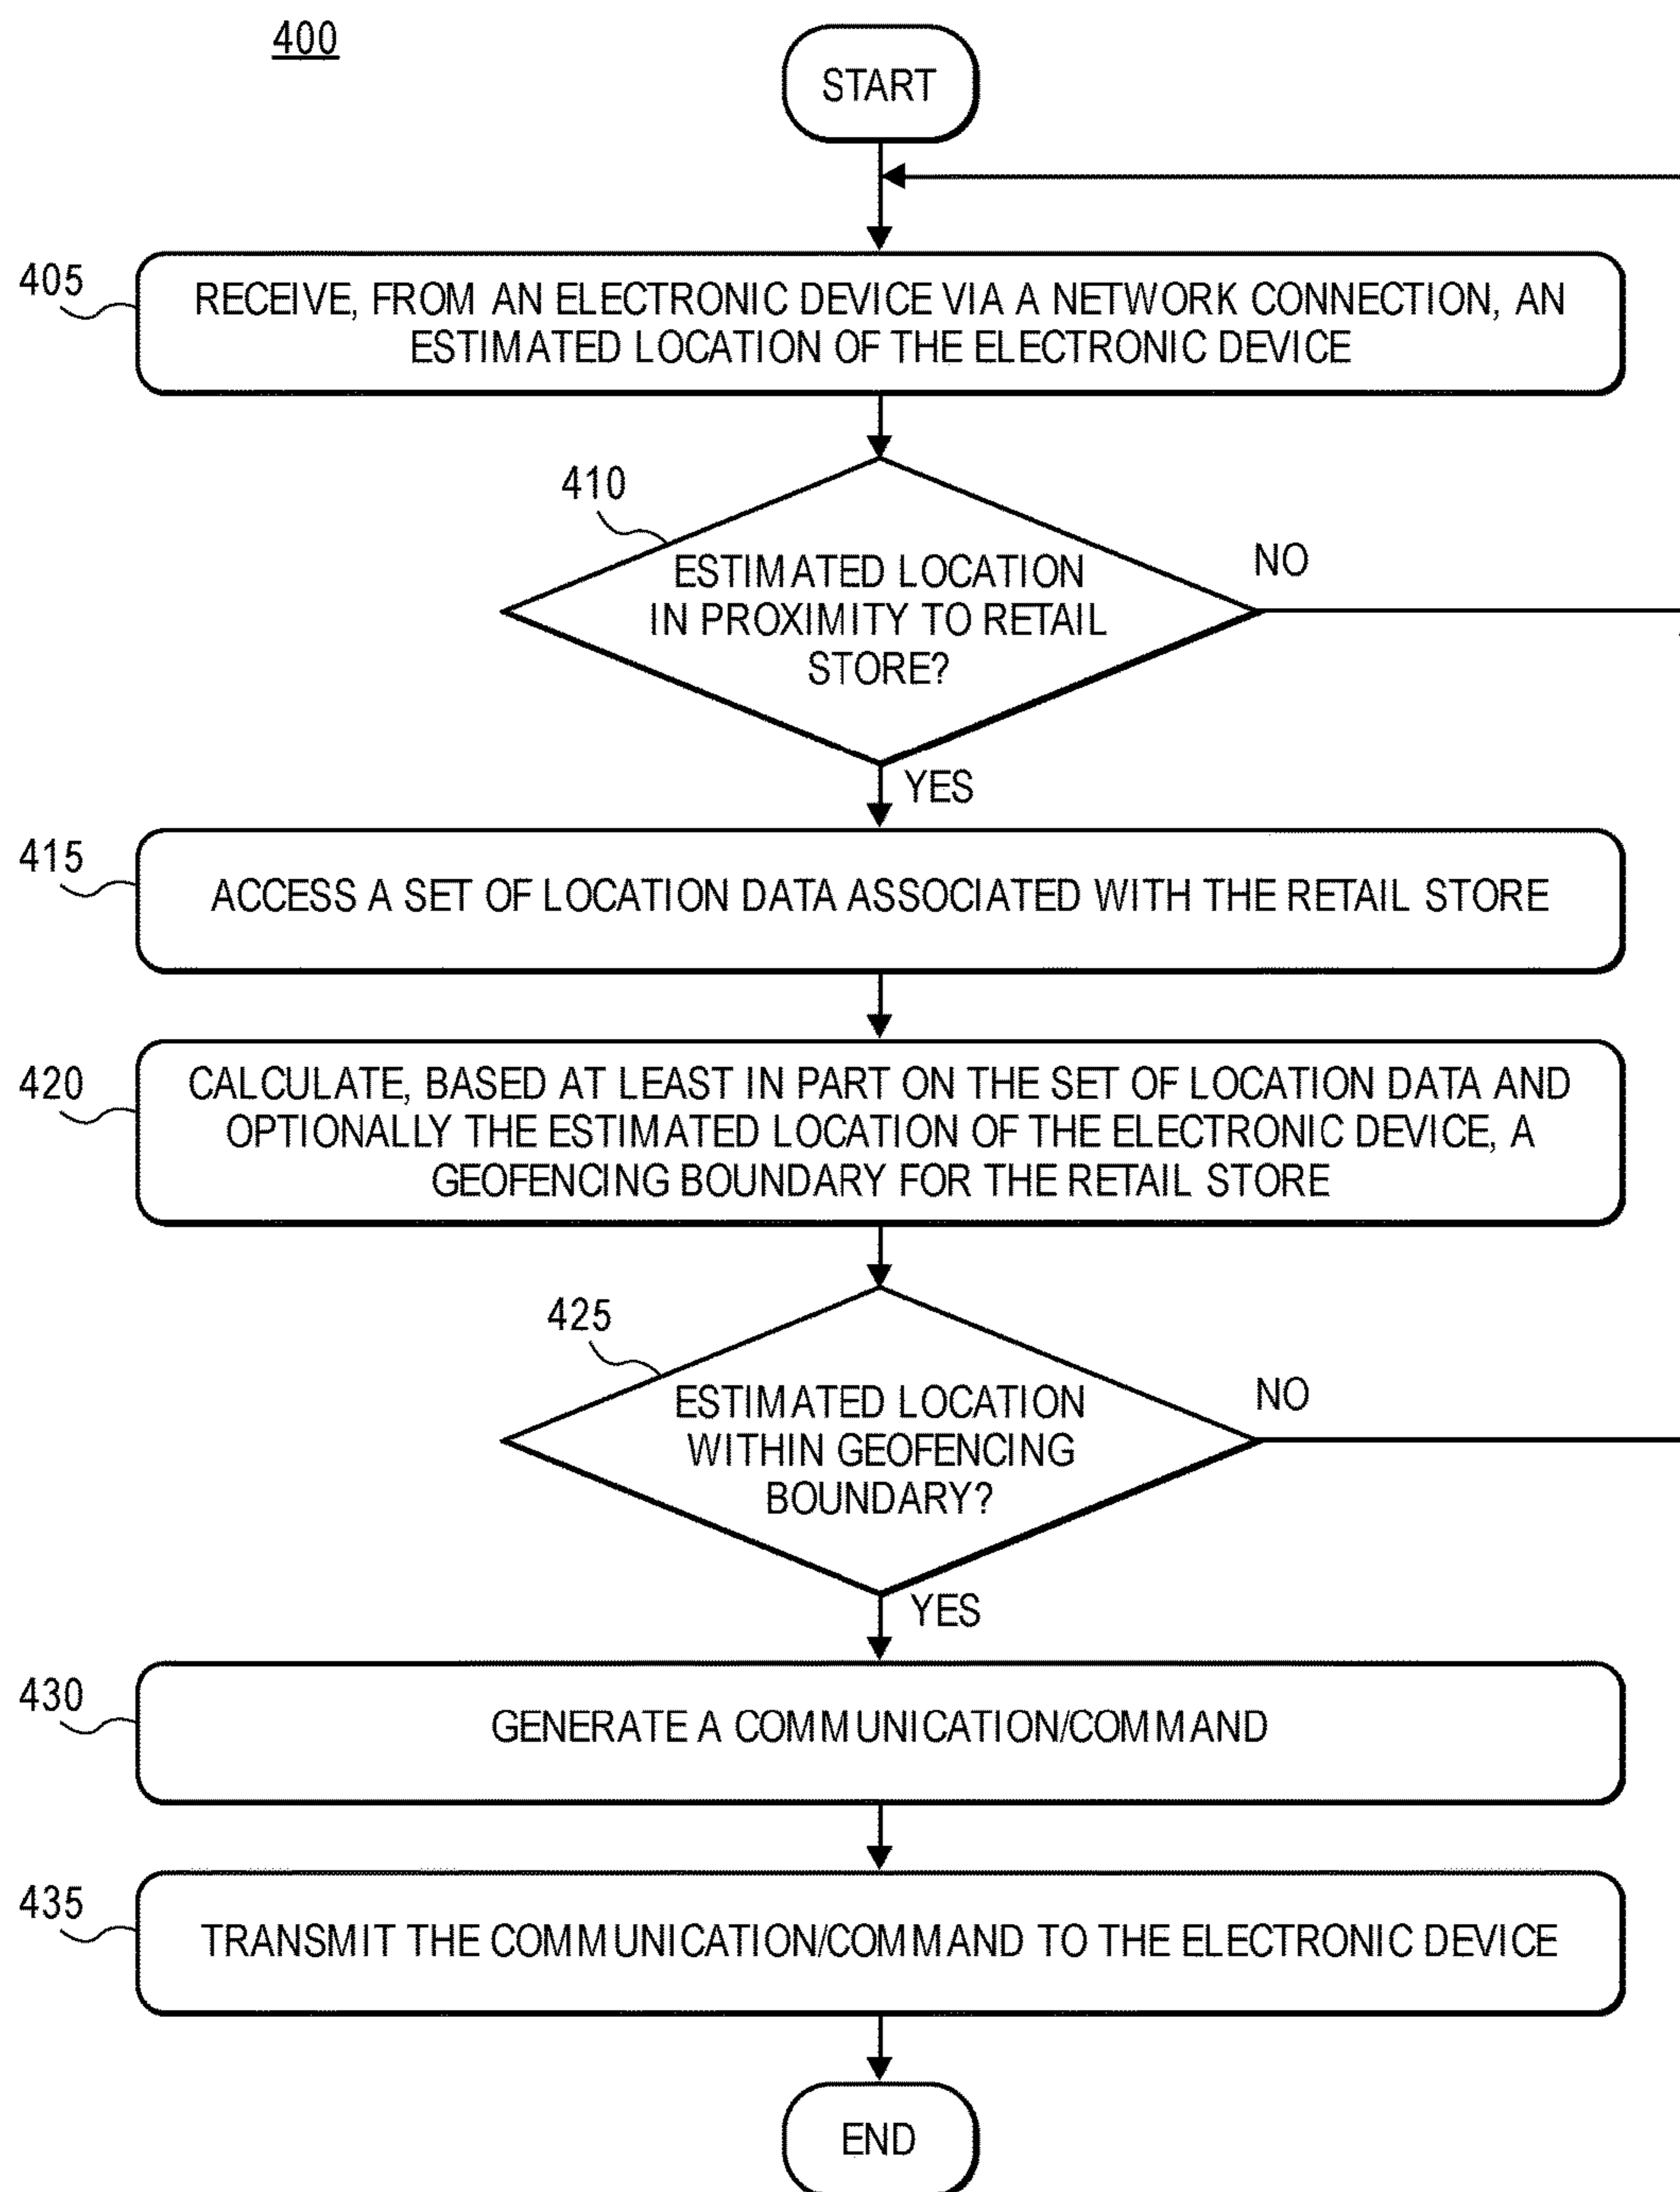 400
START
405
RECEIVE, FROM AN ELECTRONIC DEVICE VIA A NETWORK CONNECTION, AN
ESTIMATED LOCATION OF THE ELECTRONIC DEVICE
410
ESTIMATED LOCATION
IN PROXIMITY TO RETAIL
STORE?
NO
YES
415
ACCESS A SET OF LOCATION DATA ASSOCIATED WITH THE RETAIL STORE
420
CALCULATE, BASED AT LEAST IN PART ON THE SET OF LOCATION DATA AND
OPTIONALLY THE ESTIMATED LOCATION OF THE ELECTRONIC DEVICE, A
GEOFENCING BOUNDARY FOR THE RETAIL STORE
425
ESTIMATED LOCATION
WITHIN GEOFENCING
BOUNDARY?
NO
YES
430
GENERATE A COMMUNICATION/COMMAND
435
TRANSMIT THE COMMUNICATION/COMMAND TO THE ELECTRONIC DEVICE
END